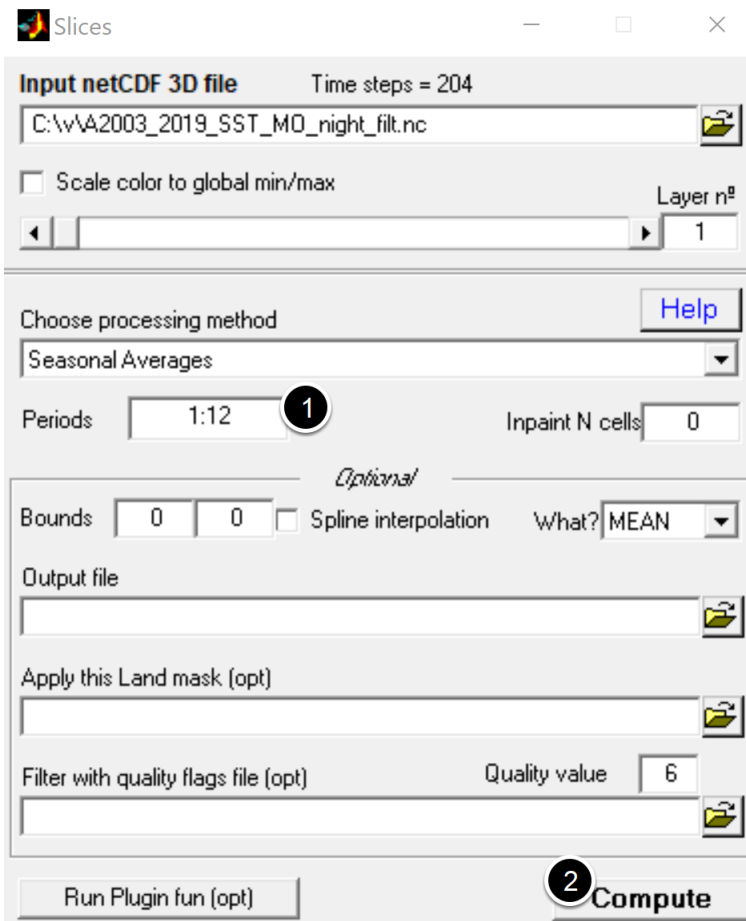 Slices
Input netCDF 3D file Time steps = 204
C:\v\A2003_2019_SST_MO_night_filt.nc
Scale color to global min/max
Layer nº
1
Help
Choose processing method
Seasonal Averages
Periods 1:12 1 Inpaint N cells 0
Optional
Bounds 0 0 Spline interpolation What? MEAN
Output file
Apply this Land mask (opt)
Filter with quality flags file (opt) Quality value 6
Run Plugin fun (opt) 2 Compute